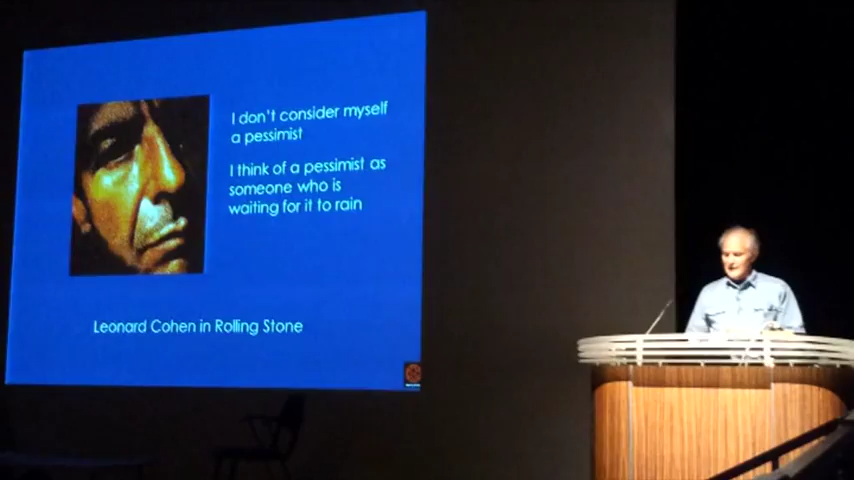 I don't consider myself
a pessimist
I think of a pessimist as
someone who is
waiting for it to rain
Leonard Cohen in Rolling Stone